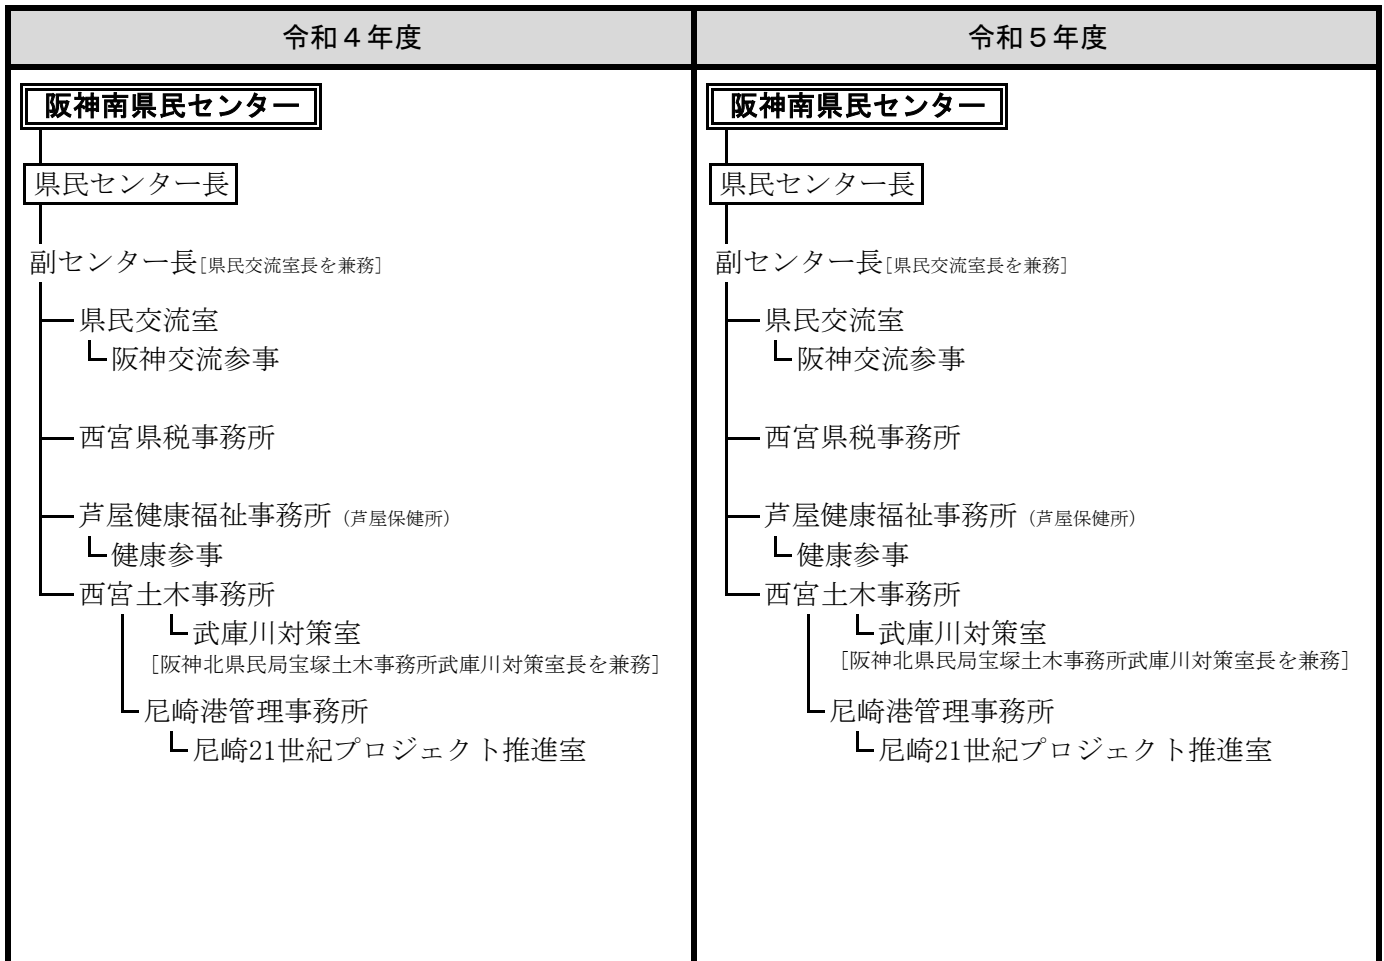 令和４年度
阪神南県民センター
県民センター長
副センター長［県民交流室長を兼務］
県民交流室
阪神交流参事
西宮県税事務所
芦屋健康福祉事務所（芦屋保健所）
健康参事
西宮土木事務所
武庫川対策室
［阪神北県民局宝塚土木事務所武庫川対策室長を兼務］
尼崎港管理事務所
尼崎21世紀プロジェクト推進室
令和５年度
阪神南県民センター
県民センター長
副センター長［県民交流室長を兼務］
県民交流室
阪神交流参事
西宮県税事務所
芦屋健康福祉事務所（芦屋保健所）
健康参事
西宮土木事務所
武庫川対策室
［阪神北県民局宝塚土木事務所武庫川対策室長を兼務］
尼崎港管理事務所
尼崎21世紀プロジェクト推進室